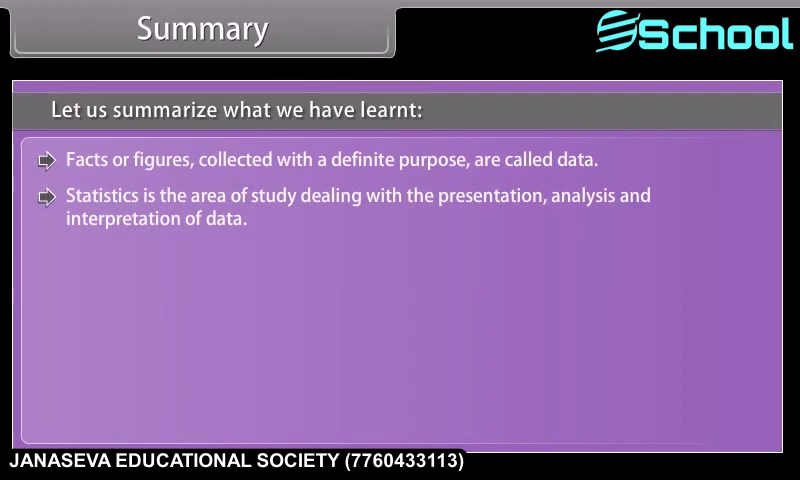 Summary
School
Let us summarize what we have learnt:
Facts or figures, collected with a definite purpose, are called data.
Statistics is the area of study dealing with the presentation, analysis and
interpretation of data.
JANASEVA EDUCATIONAL SOCIETY (7760433113)